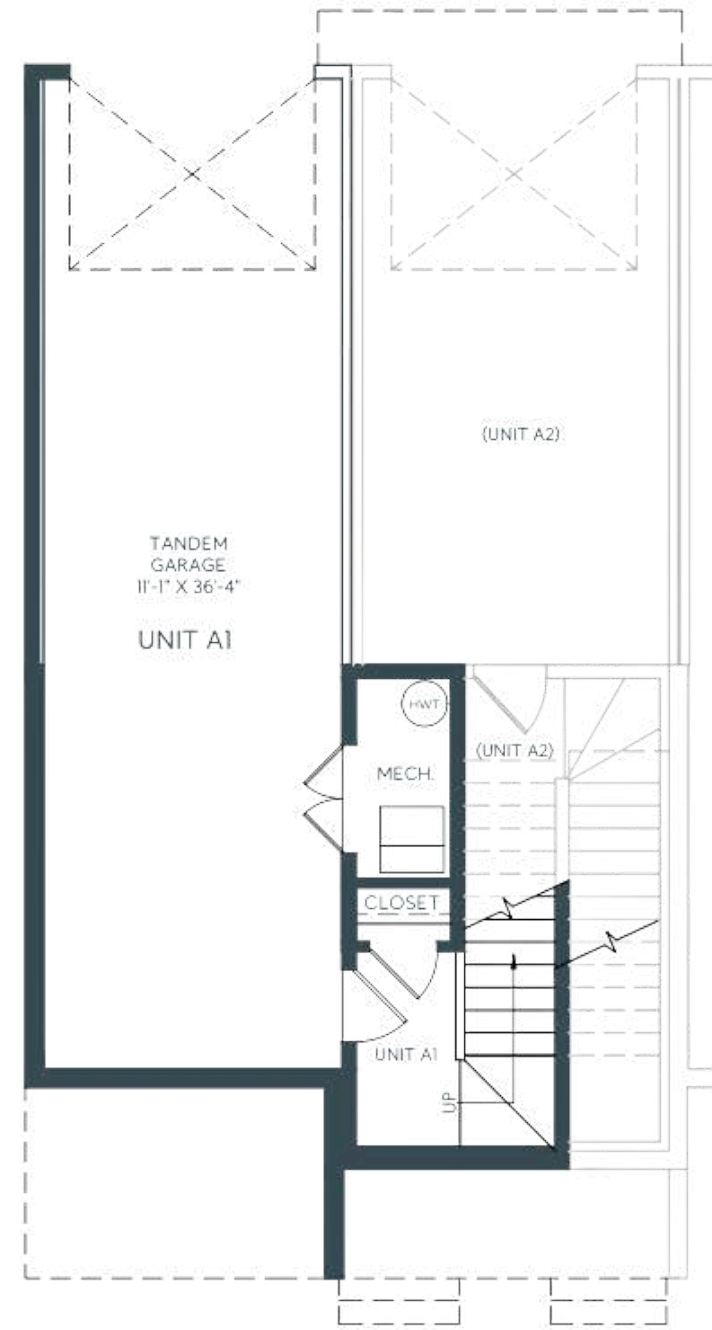 (UNIT A2)
TANDEM
GARAGE
11'-1" X 36'-4"
UNIT A1
HWT
(UNIT A2)
MECH.
CLOSET
UNIT A1
UP